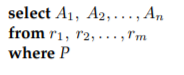 select A₁, A₂, . . . , Aₙ
from r₁, r₂, . . . , rₘ
where P